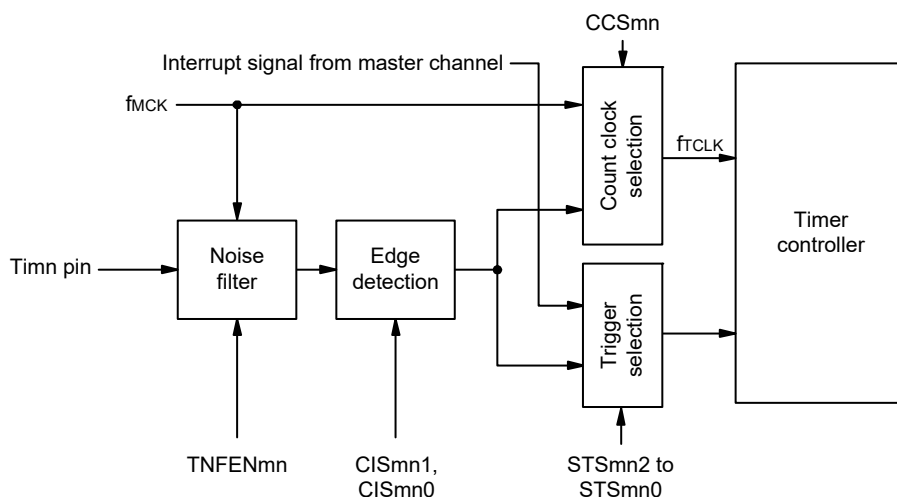 CCSmn
Interrupt signal from master channel
fMCK
Count clock
selection
fTCLK
Timer
controller
Timn pin
Noise
filter
Edge
detection
Trigger
selection
TNFENmn
CISmn1,
CISmn0
STSmn2 to
STSmn0